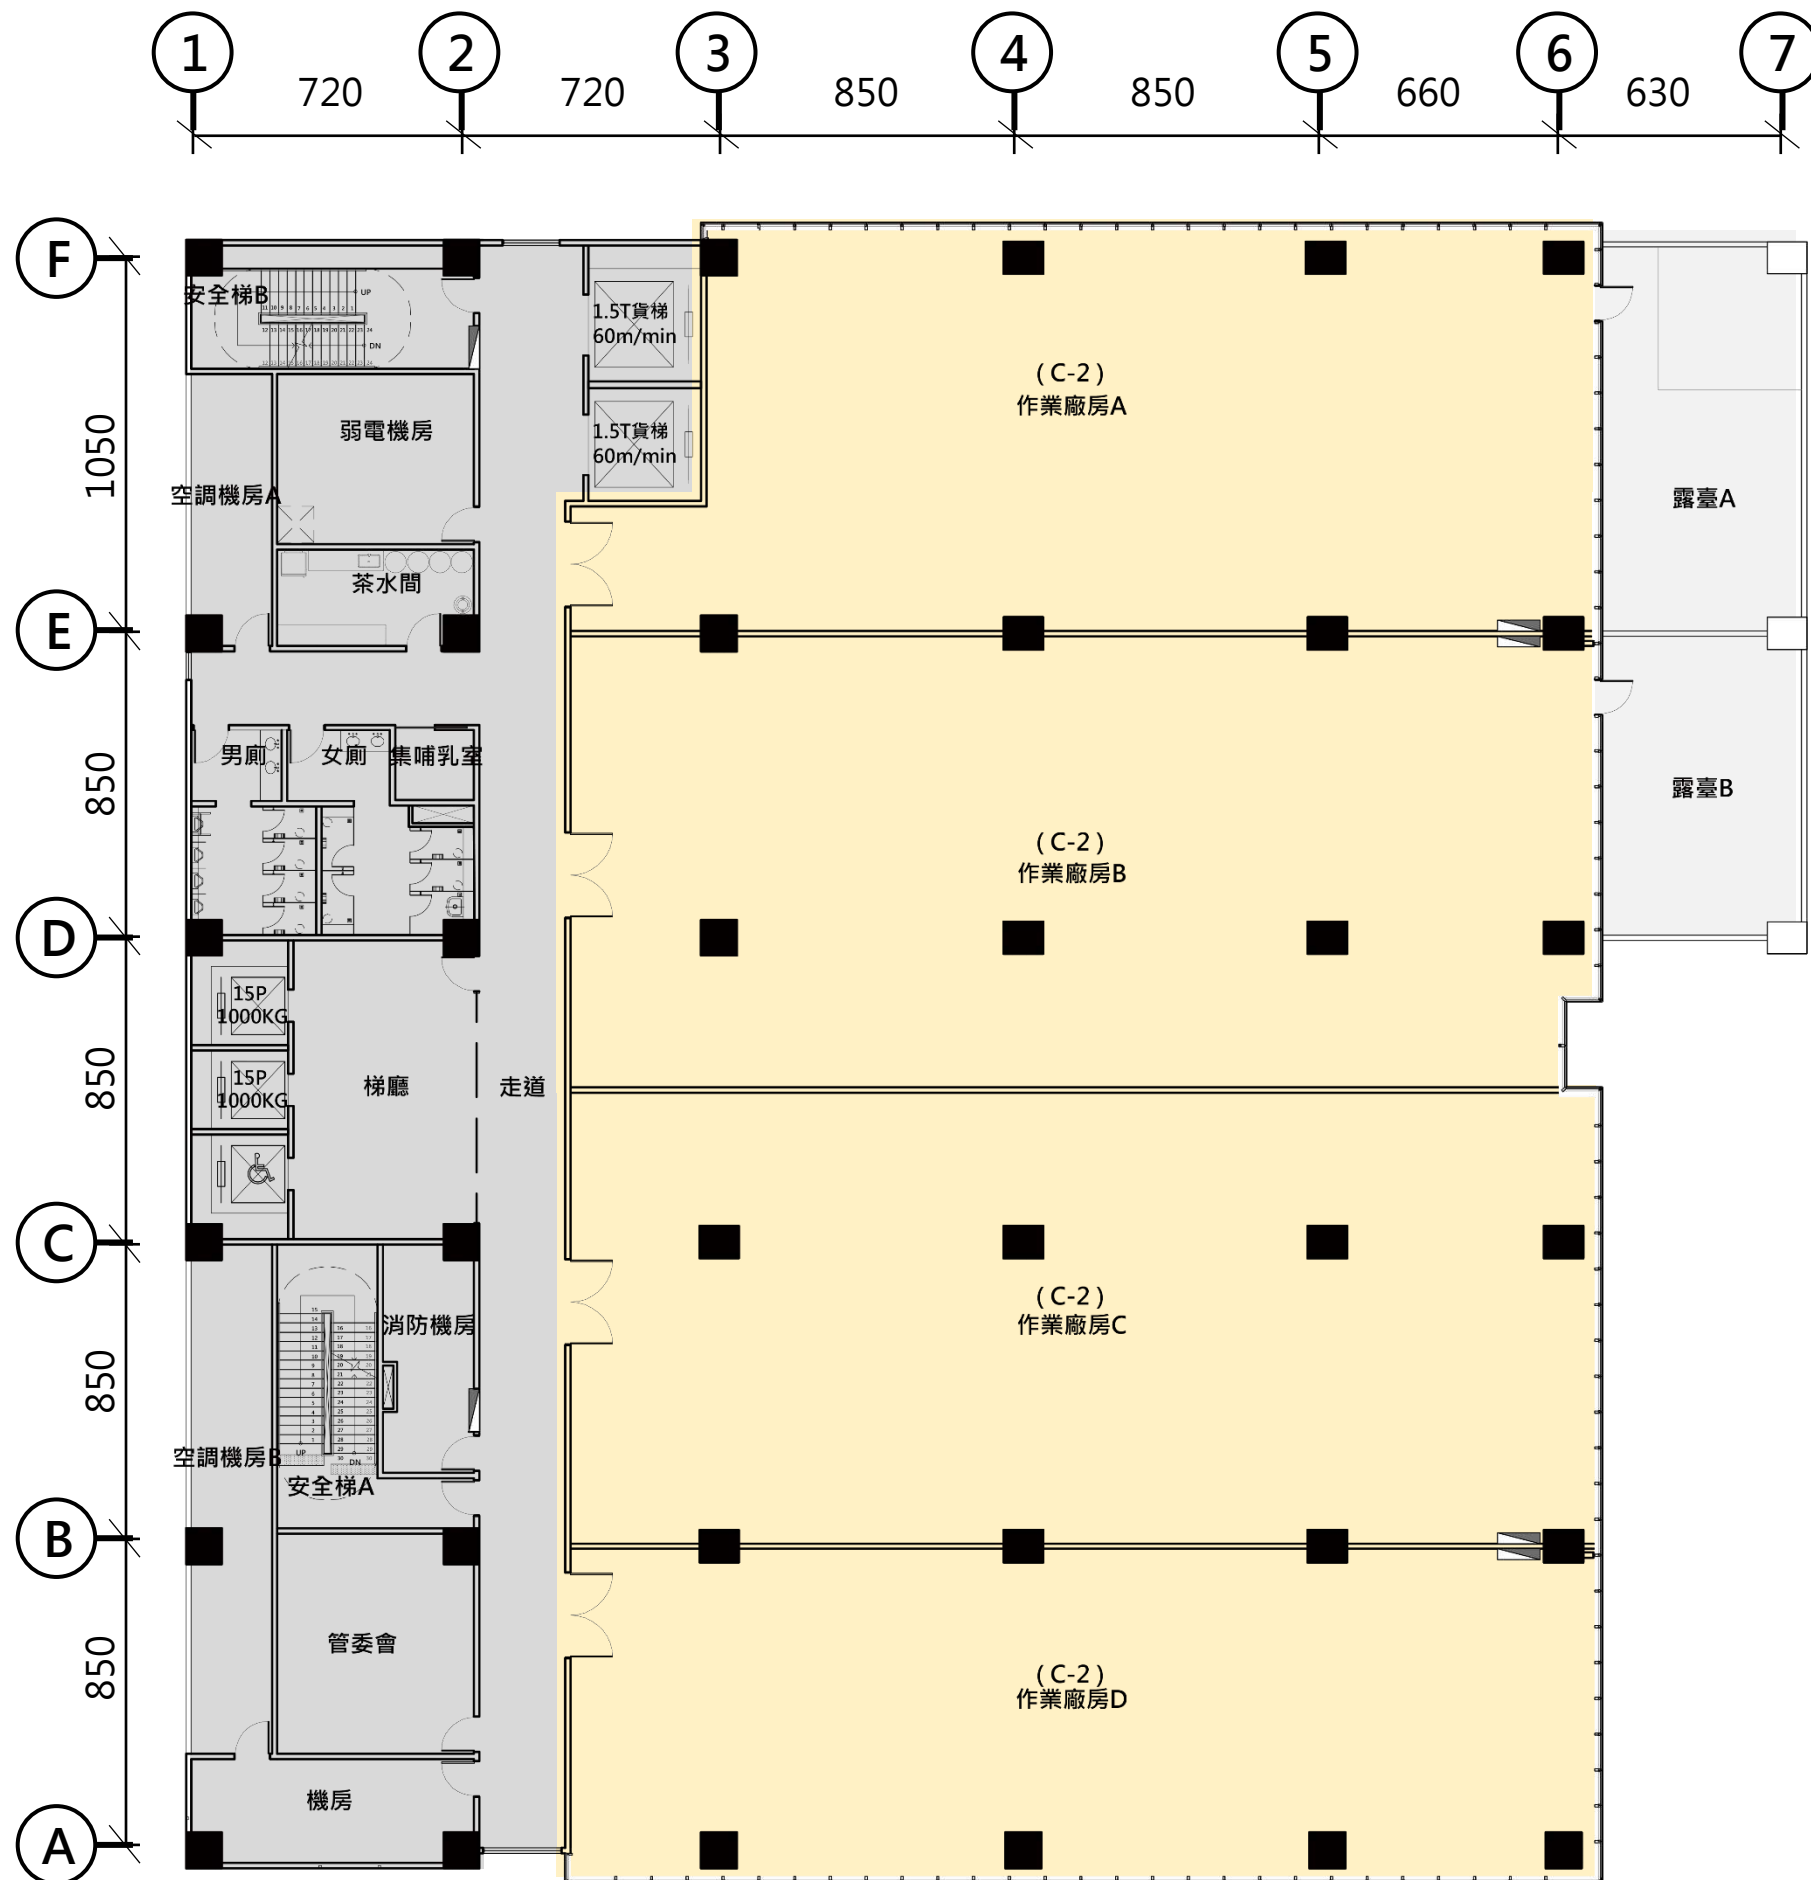 1 2 3 4 5 6 7
720 720 850 850 660 630
F
安全梯B
UP
DN
1.5T貨梯
60m/min
(C-2)
作業廠房A
弱電機房
1.5T貨梯
60m/min
1050
空調機房A
露臺A
茶水間
E
男廁 女廁 集哺乳室
850
露臺B
(C-2)
作業廠房B
D
15P
1000KG
15P
1000KG
850
梯廳 走道
C
(C-2)
作業廠房C
消防機房
850
空調機房B
UP
DN
安全梯A
B
管委會
850
(C-2)
作業廠房D
機房
A